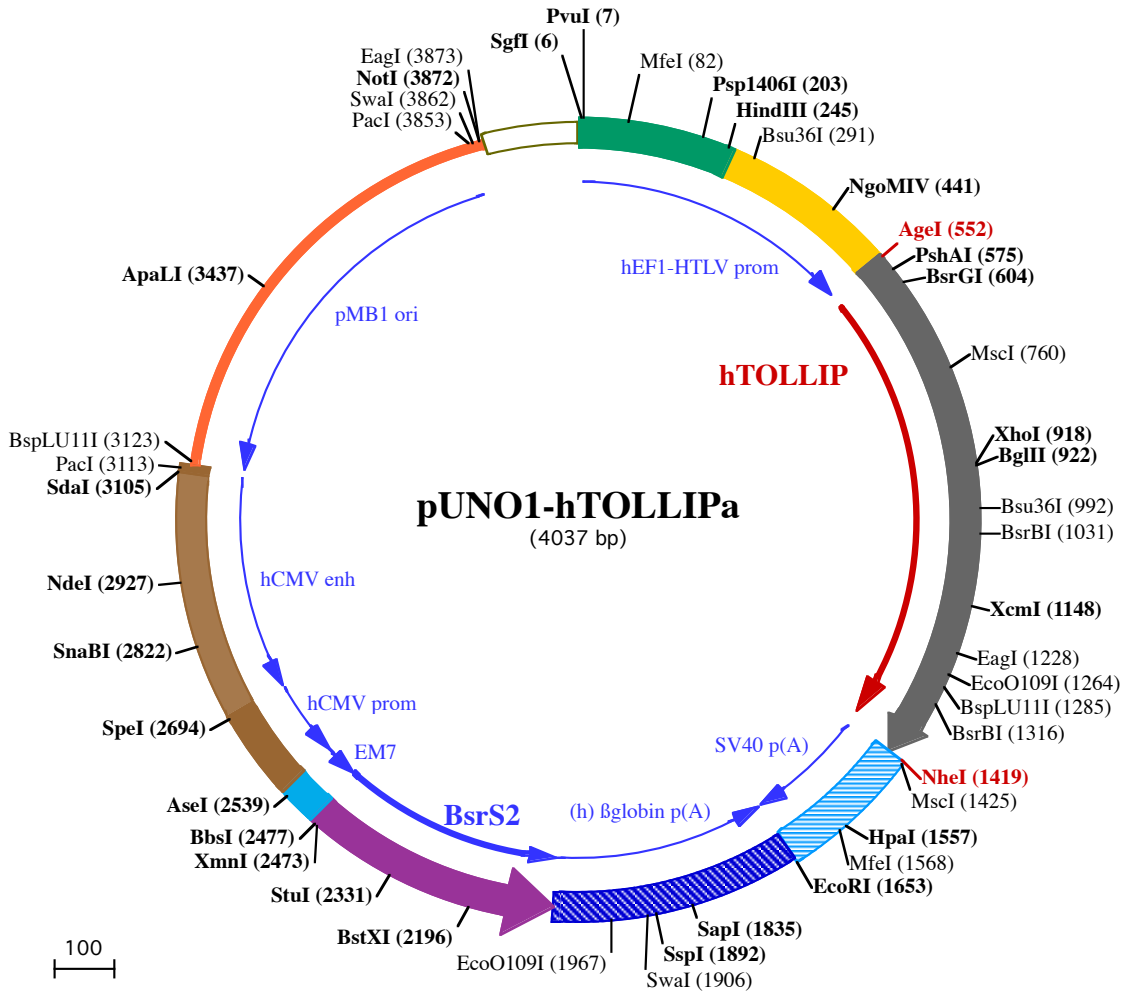 PvuI (7)
SgfI (6)
MfeI (82)
Psp1406I (203)
HindIII (245)
Bsu36I (291)
NgoMIV (441)
AgeI (552)
PshAI (575)
BsrGI (604)
MscI (760)
XhoI (918)
BglII (922)
Bsu36I (992)
BsrBI (1031)
XcmI (1148)
EagI (1228)
EcoO109I (1264)
BspLU11I (1285)
BsrBI (1316)
NheI (1419)
MscI (1425)
HpaI (1557)
MfeI (1568)
EcoRI (1653)
SapI (1835)
SspI (1892)
SwaI (1906)
EcoO109I (1967)
BstXI (2196)
StuI (2331)
XmnI (2473)
BbsI (2477)
AseI (2539)
SpeI (2694)
SnaBI (2822)
NdeI (2927)
SdaI (3105)
PacI (3113)
BspLU11I (3123)
ApaLI (3437)
PacI (3853)
SwaI (3862)
NotI (3872)
EagI (3873)
hEF1-HTLV prom
hTOLLIP
SV40 p(A)
(h) ßglobin p(A)
BsrS2
EM7
hCMV prom
hCMV enh
pMB1 ori
pUNO1-hTOLLIPa
(4037 bp)
100